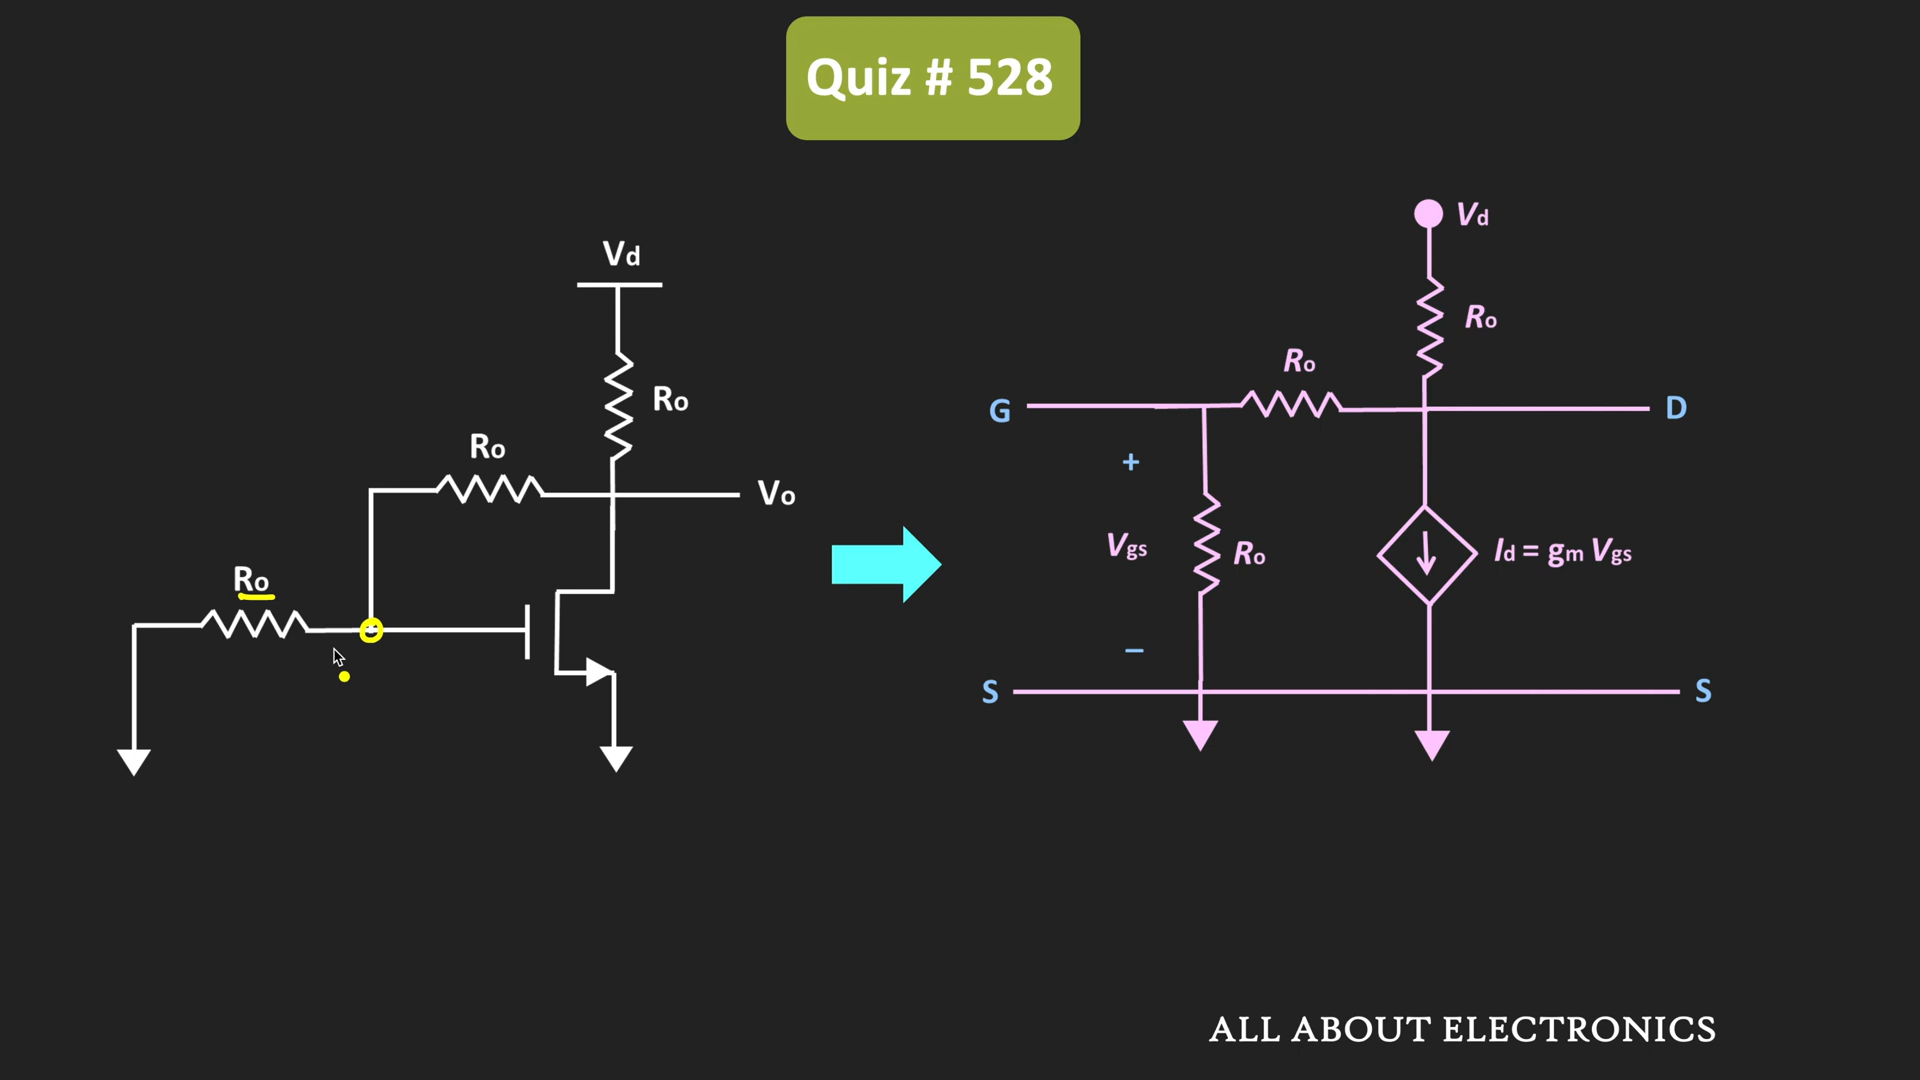 Quiz # 528
Vd
Ro
Ro
Vo
Ro
Vd
Ro
Ro
G
D
+
Vgs
Ro
Id = gm Vgs
–
S
S
ALL ABOUT ELECTRONICS